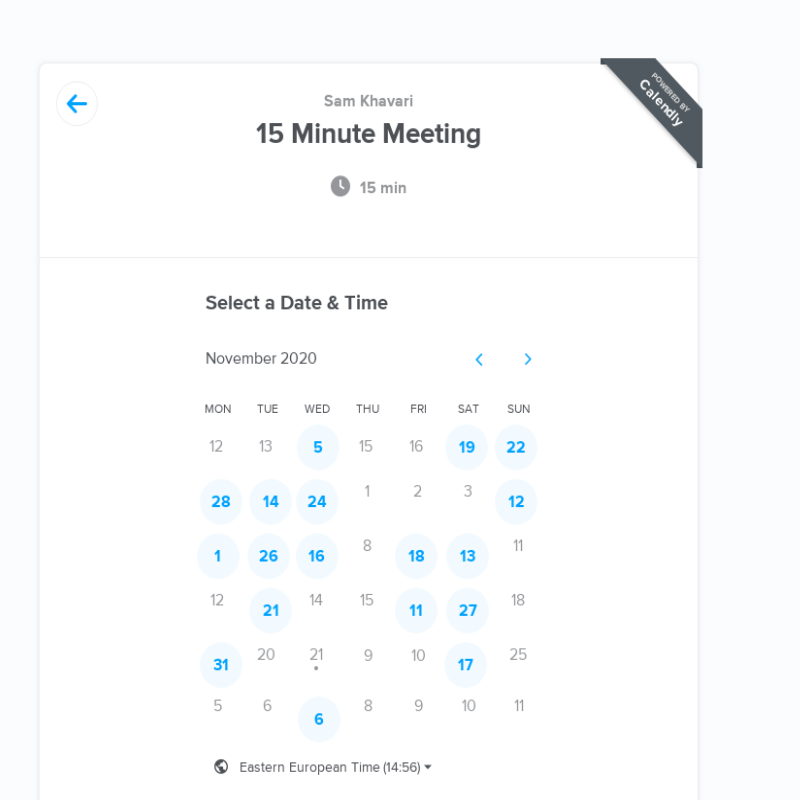 POWERED BY
Calendly
Sam Khavari
15 Minute Meeting
15 min
Select a Date & Time
November 2020
MON TUE WED THU FRI SAT SUN
12 13 5 15 16 19 22
28 14 24 1 2 3 12
1 26 16 8 18 13 11
12 21 14 15 11 27 18
31 20 21 9 10 17 25
5 6 6 8 9 10 11
Eastern European Time (14:56)